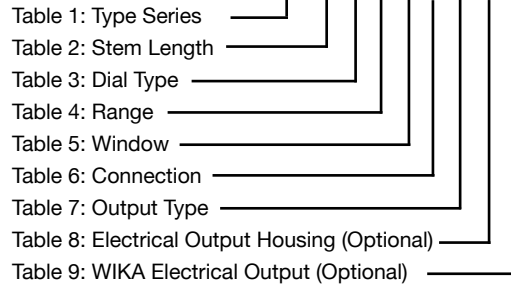 Table 1: Type Series
Table 2: Stem Length
Table 3: Dial Type
Table 4: Range
Table 5: Window
Table 6: Connection
Table 7: Output Type
Table 8: Electrical Output Housing (Optional)
Table 9: WIKA Electrical Output (Optional)